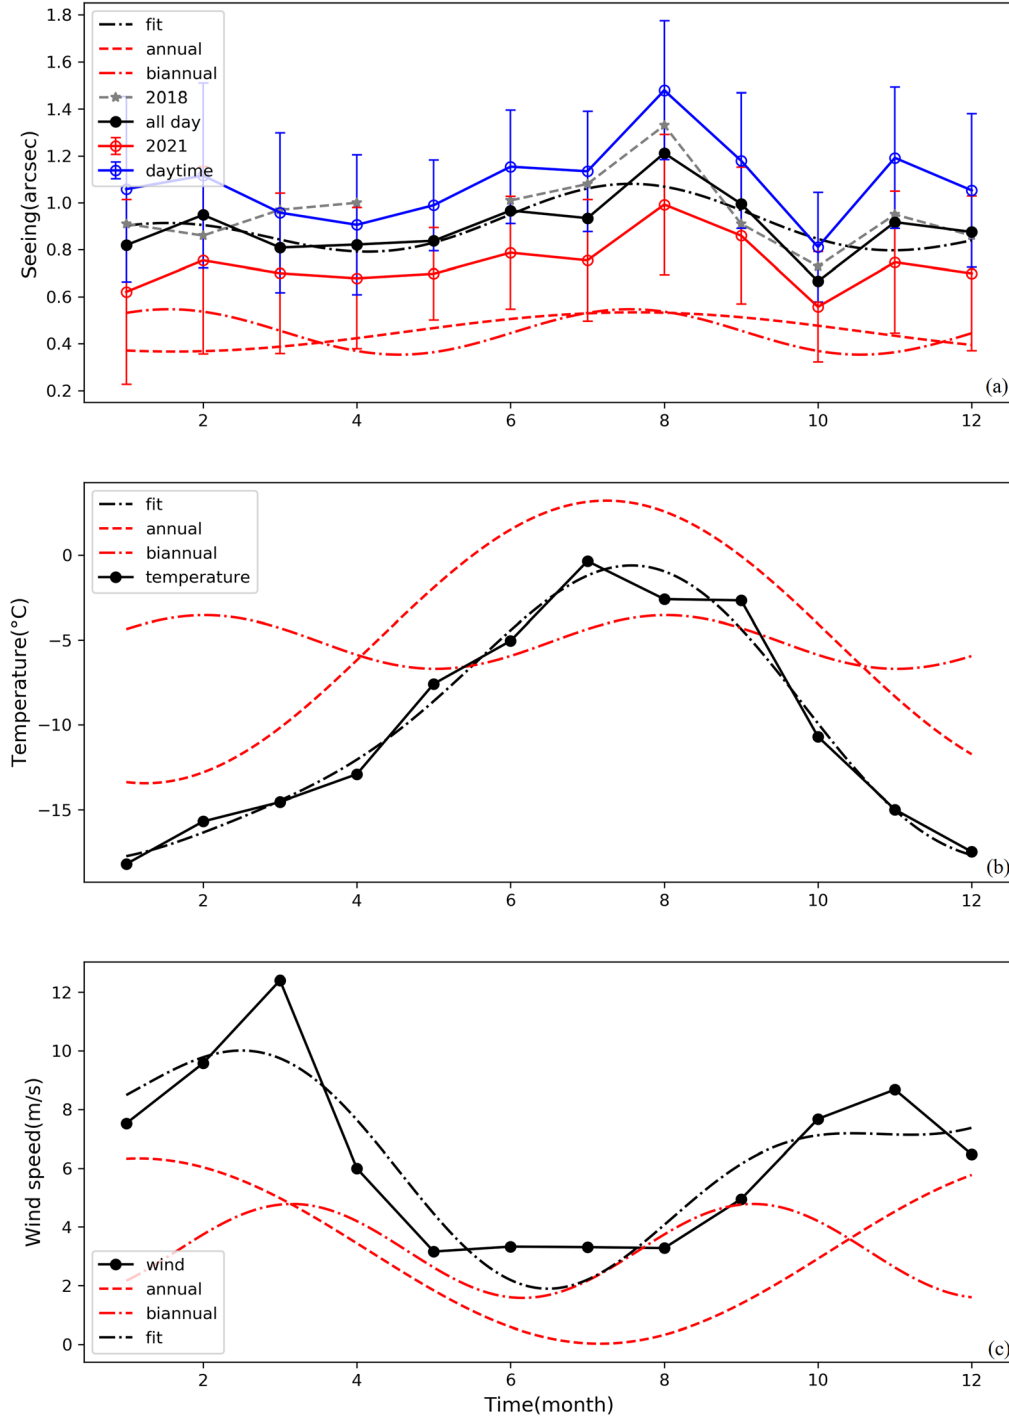 1.8
1.6
1.4
1.2
1.0
0.8
0.6
0.4
0.2
Seeing(arcsec)
fit
annual
biannual
2018
all day
2021
daytime
(a)
2 4 6 8 10 12
0
−5
−10
−15
Temperature(°C)
fit
annual
biannual
temperature
(b)
2 4 6 8 10 12
12
10
8
6
4
2
0
Wind speed(m/s)
wind
annual
biannual
fit
(c)
2 4 6 8 10 12
Time(month)